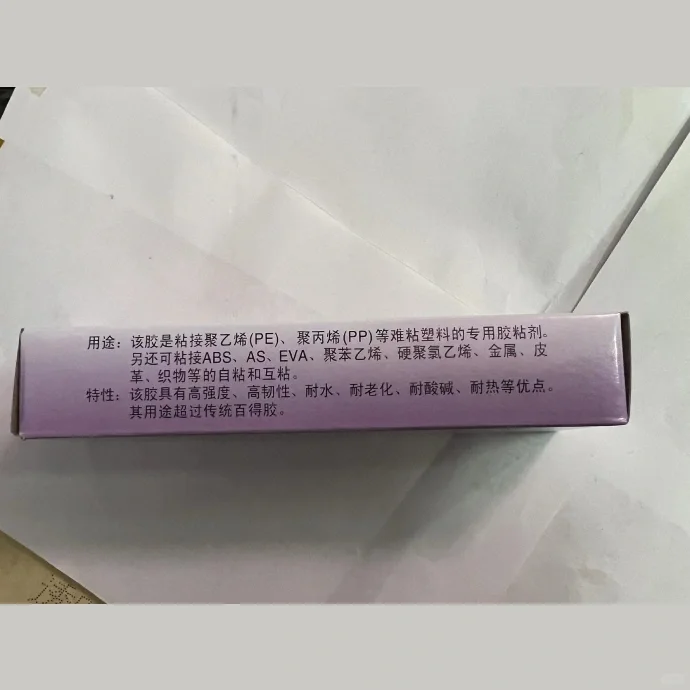 用途：该胶是粘接聚乙烯(PE)、聚丙烯(PP)等难粘塑料的专用胶粘剂。
另还可粘接ABS、AS、EVA、聚苯乙烯、硬聚氯乙烯、金属、皮
革、织物等的自粘和互粘。
特性：该胶具有高强度、高韧性、耐水、耐老化、耐酸碱、耐热等优点。
其用途超过传统百得胶。